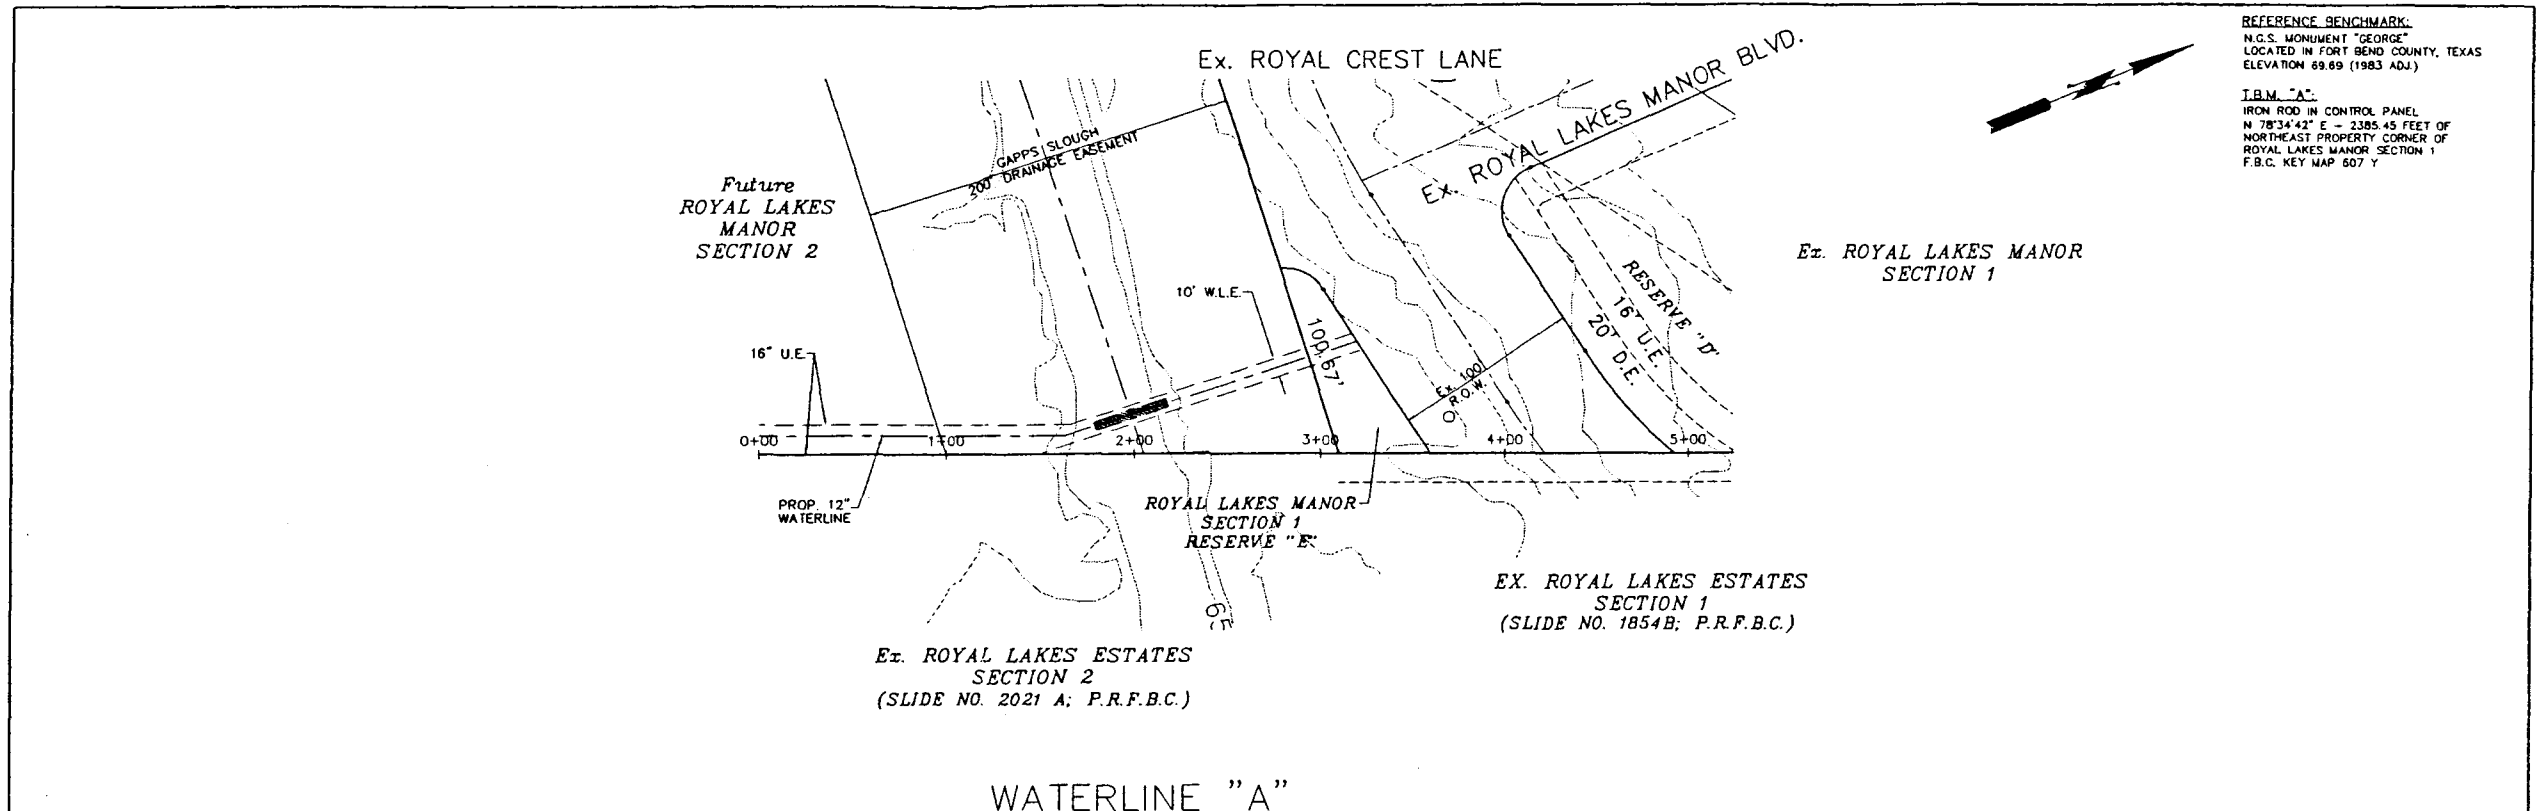 Ex. ROYAL CREST LANE
Ex. ROYAL LAKES MANOR BLVD.
REFERENCE BENCHMARK:
N.G.S. MONUMENT "GEORGE"
LOCATED IN FORT BEND COUNTY, TEXAS
ELEVATION 69.69 (1983 ADJ.)
T.B.M. "A":
IRON ROD IN CONTROL PANEL
N 78°34'42" E - 2385.45 FEET OF
NORTHEAST PROPERTY CORNER OF
ROYAL LAKES MANOR SECTION 1
F.B.C. KEY MAP 607 Y
GAPPS SLOUGH
200' DRAINAGE EASEMENT
Future
ROYAL LAKES
MANOR
SECTION 2
Ex. ROYAL LAKES MANOR
SECTION 1
RESERVE "D"
16' U.E.
20' D.E.
10' W.L.E.
100.67'
16" U.E.
Ex. 100'
R.O.W.
0+00
1+00
2+00
3+00
4+00
5+00
PROP. 12"
WATERLINE
ROYAL LAKES MANOR
SECTION 1
RESERVE "E"
EX. ROYAL LAKES ESTATES
SECTION 1
(SLIDE NO. 1854B; P.R.F.B.C.)
65
Ex. ROYAL LAKES ESTATES
SECTION 2
(SLIDE NO. 2021 A; P.R.F.B.C.)
WATERLINE "A"